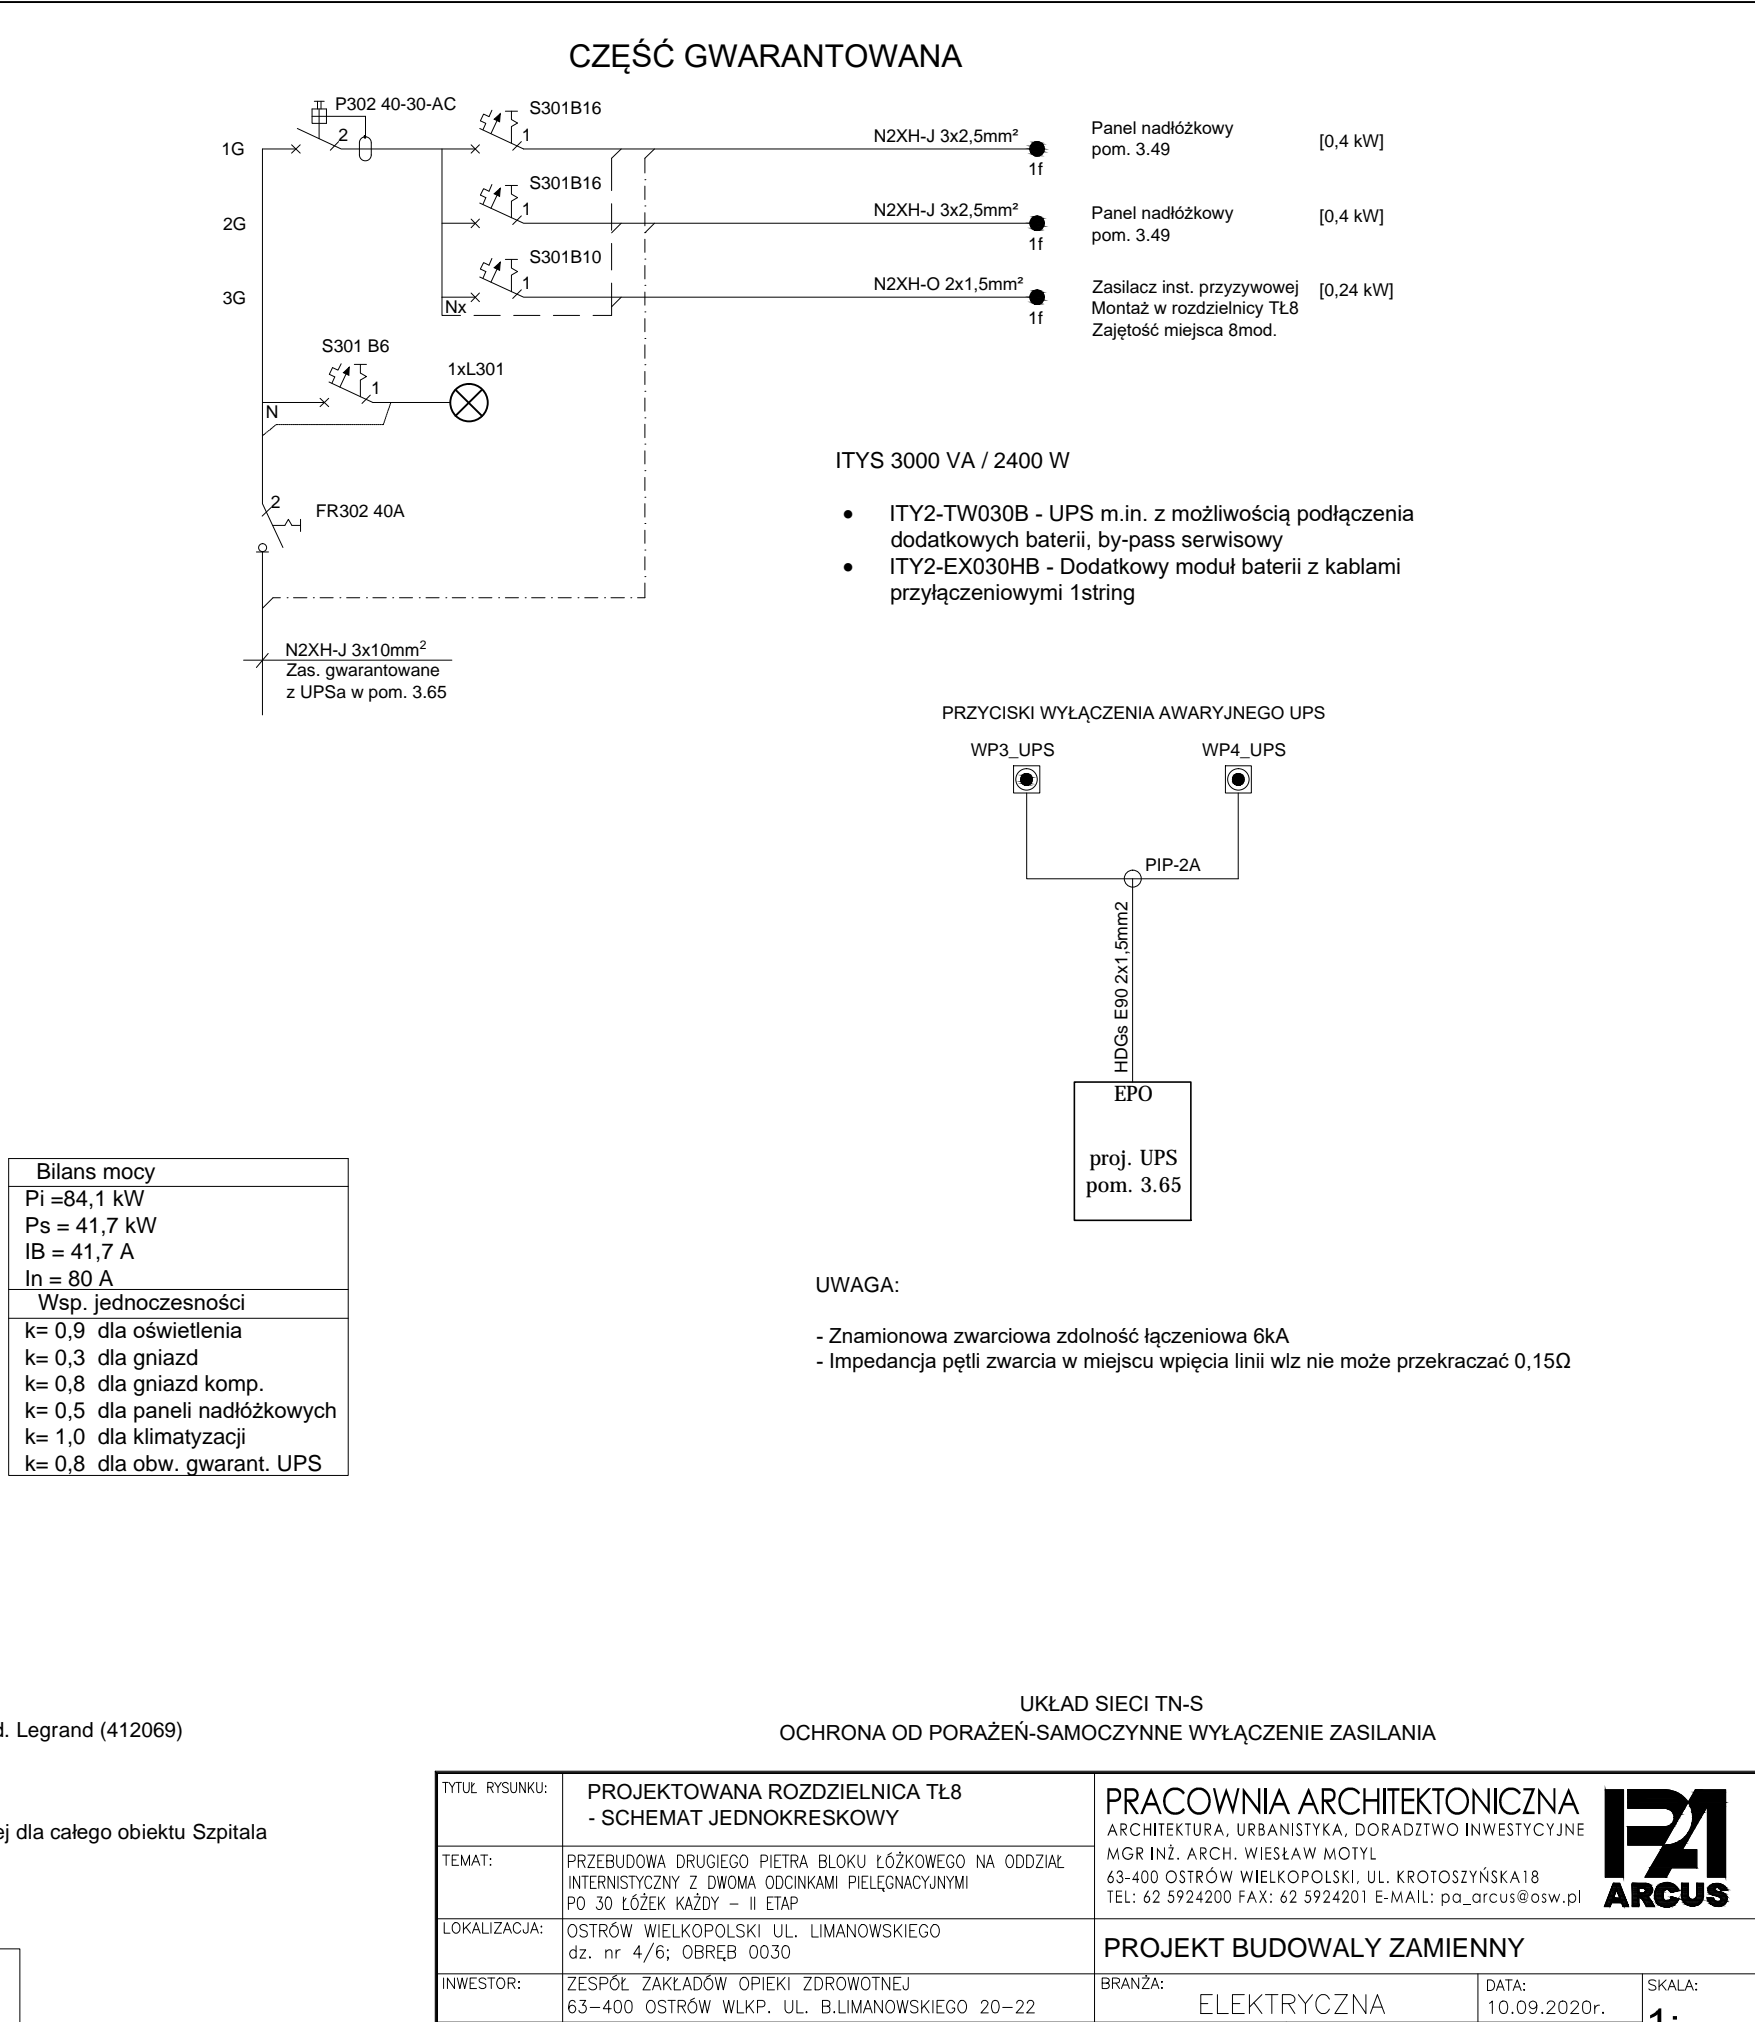 CZĘŚĆ GWARANTOWANA
P302 40-30-AC
S301B16
1G
2
1
N2XH-J 3x2,5mm²
1f
Panel nadłóżkowy
pom. 3.49
[0,4 kW]
S301B16
2G
1
N2XH-J 3x2,5mm²
1f
Panel nadłóżkowy
pom. 3.49
[0,4 kW]
S301B10
3G
1
Nx
N2XH-O 2x1,5mm²
1f
Zasilacz inst. przyzywowej
Montaż w rozdzielnicy TŁ8
Zajętość miejsca 8mod.
[0,24 kW]
S301 B6
1
1xL301
N
2
FR302 40A
N2XH-J 3x10mm²
Zas. gwarantowane
z UPSa w pom. 3.65
ITYS 3000 VA / 2400 W
• ITY2-TW030B - UPS m.in. z możliwością podłączenia
dodatkowych baterii, by-pass serwisowy
• ITY2-EX030HB - Dodatkowy moduł baterii z kablami
przyłączeniowymi 1string
PRZYCISKI WYŁĄCZENIA AWARYJNEGO UPS
WP3_UPS
WP4_UPS
PIP-2A
HDGs E90 2x1,5mm2
EPO
proj. UPS
pom. 3.65
Bilans mocy
Pi =84,1 kW
Ps = 41,7 kW
IB = 41,7 A
In = 80 A
Wsp. jednoczesności
k= 0,9 dla oświetlenia
k= 0,3 dla gniazd
k= 0,8 dla gniazd komp.
k= 0,5 dla paneli nadłóżkowych
k= 1,0 dla klimatyzacji
k= 0,8 dla obw. gwarant. UPS
UWAGA:
- Znamionowa zwarciowa zdolność łączeniowa 6kA
- Impedancja pętli zwarcia w miejscu wpięcia linii wlz nie może przekraczać 0,15Ω
UKŁAD SIECI TN-S
OCHRONA OD PORAŻEŃ-SAMOCZYNNE WYŁĄCZENIE ZASILANIA
Legrand (412069)
dla całego obiektu Szpitala
TYTUŁ RYSUNKU:
PROJEKTOWANA ROZDZIELNICA TŁ8
- SCHEMAT JEDNOKRESKOWY
TEMAT:
PRZEBUDOWA DRUGIEGO PIETRA BLOKU ŁÓŻKOWEGO NA ODDZIAŁ
INTERNISTYCZNY Z DWOMA ODCINKAMI PIELĘGNACYJNYMI
PO 30 ŁÓŻEK KAŻDY – II ETAP
LOKALIZACJA:
OSTRÓW WIELKOPOLSKI UL. LIMANOWSKIEGO
dz. nr 4/6; OBRĘB 0030
INWESTOR:
ZESPÓŁ ZAKŁADÓW OPIEKI ZDROWOTNEJ
63–400 OSTRÓW WLKP. UL. B.LIMANOWSKIEGO 20–22
PRACOWNIA ARCHITEKTONICZNA
ARCHITEKTURA, URBANISTYKA, DORADZTWO INWESTYCYJNE
MGR INŻ. ARCH. WIESŁAW MOTYL
63-400 OSTRÓW WIELKOPOLSKI, UL. KROTOSZYŃSKA18
TEL: 62 5924200 FAX: 62 5924201 E-MAIL: pa_arcus@osw.pl
PA
ARCUS
PROJEKT BUDOWALY ZAMIENNY
BRANŻA:
ELEKTRYCZNA
DATA:
10.09.2020r.
SKALA:
1: